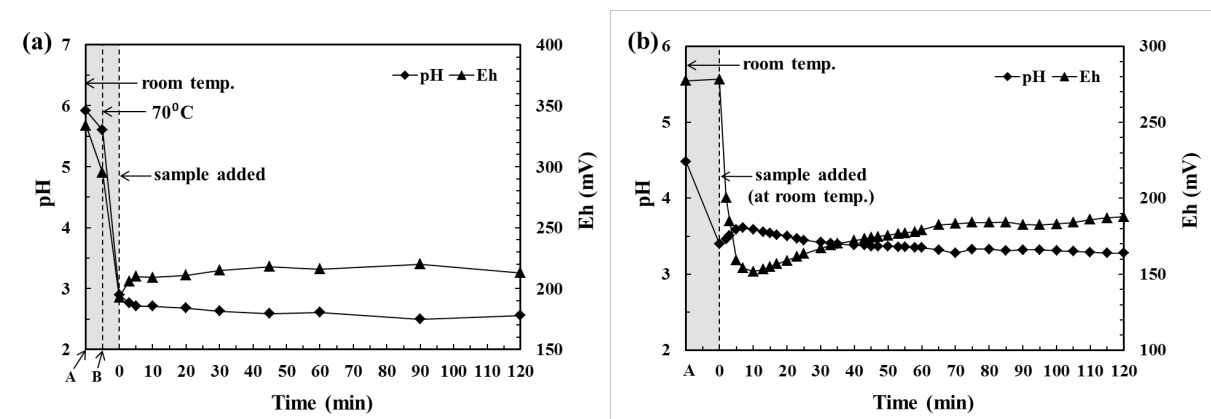 (a)
7
6
5
4
3
2
pH
400
350
300
250
200
150
Eh (mV)
room temp.
70⁰C
sample added
pH
Eh
A
B
0 10 20 30 40 50 60 70 80 90 100 110 120
Time (min)
(b)
6
5
4
3
2
pH
300
250
200
150
100
Eh (mV)
room temp.
pH
Eh
sample added
(at room temp.)
A 0 10 20 30 40 50 60 70 80 90 100 110 120
Time (min)